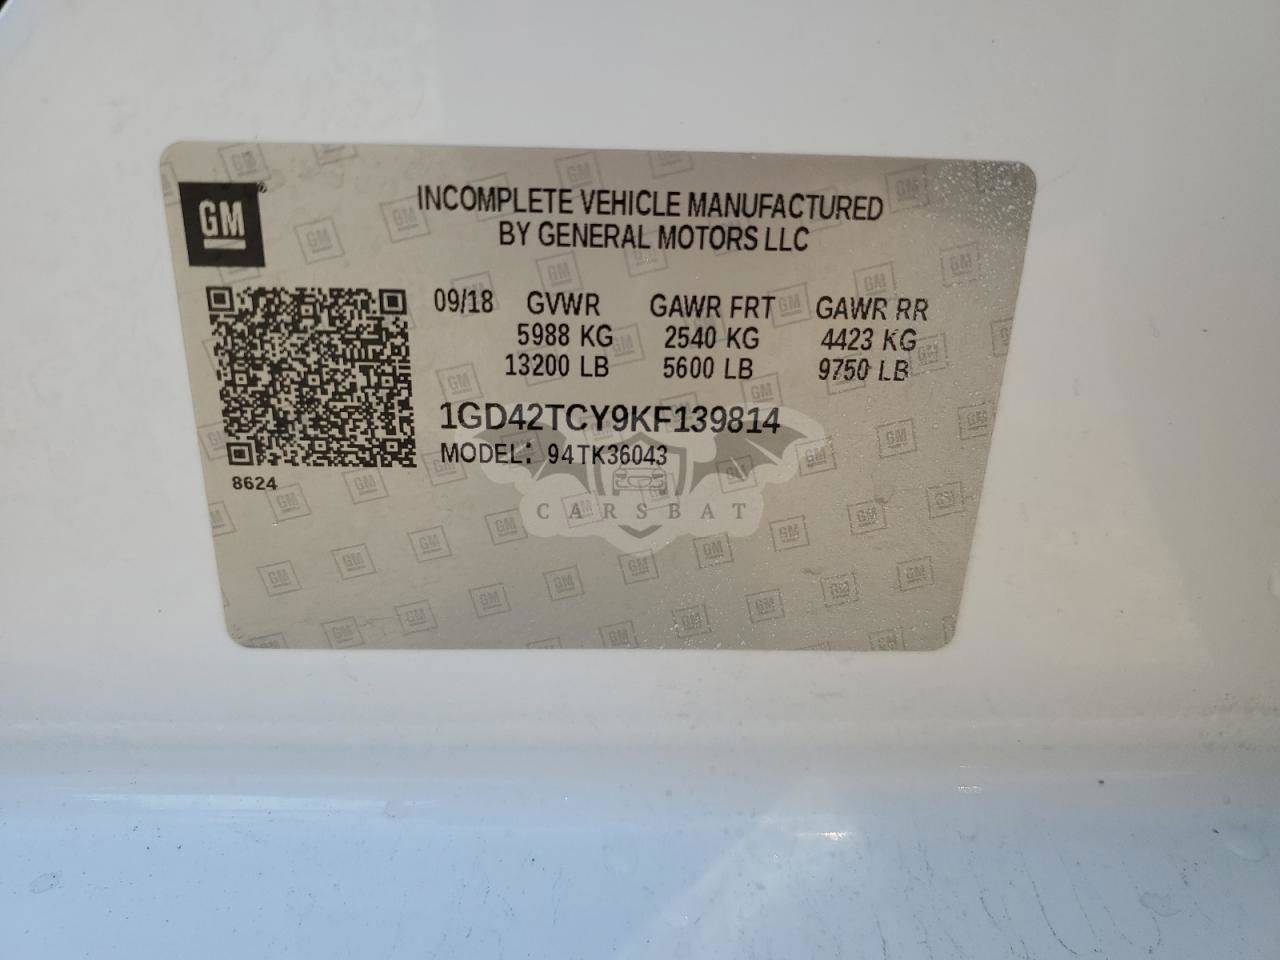 GM
INCOMPLETE VEHICLE MANUFACTURED
BY GENERAL MOTORS LLC
09/18 GVWR GAWR FRT GAWR RR
5988 KG 2540 KG 4423 KG
13200 LB 5600 LB 9750 LB
1GD42TCY9KF139814
MODEL: 94TK36043
8624
CARSBAT